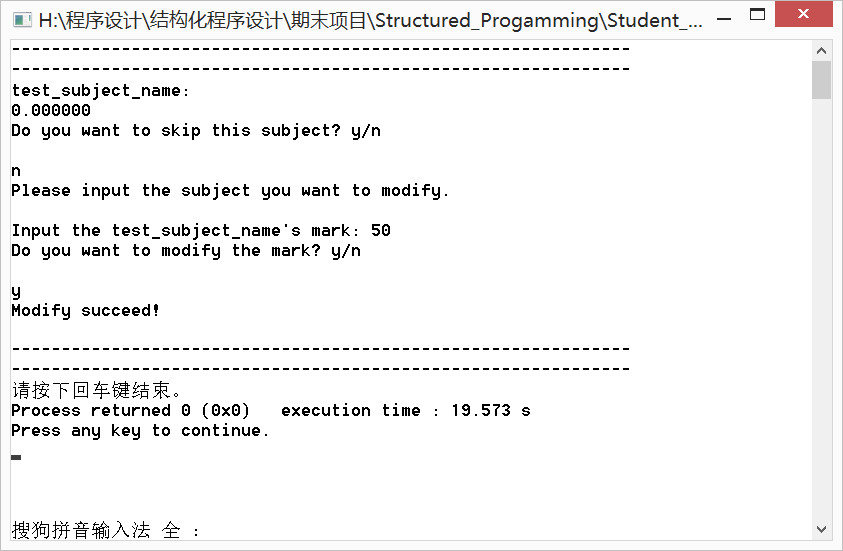 H:\程序设计\结构化程序设计\期末项目\Structured_Progamming\Student_...
--------------------------------------------------------------
--------------------------------------------------------------
test_subject_name:
0.000000
Do you want to skip this subject? y/n
n
Please input the subject you want to modify.
Input the test_subject_name's mark: 50
Do you want to modify the mark? y/n
y
Modify succeed!
--------------------------------------------------------------
--------------------------------------------------------------
请按下回车键结束。
Process returned 0 (0x0)   execution time : 19.573 s
Press any key to continue.
搜狗拼音输入法 全 :